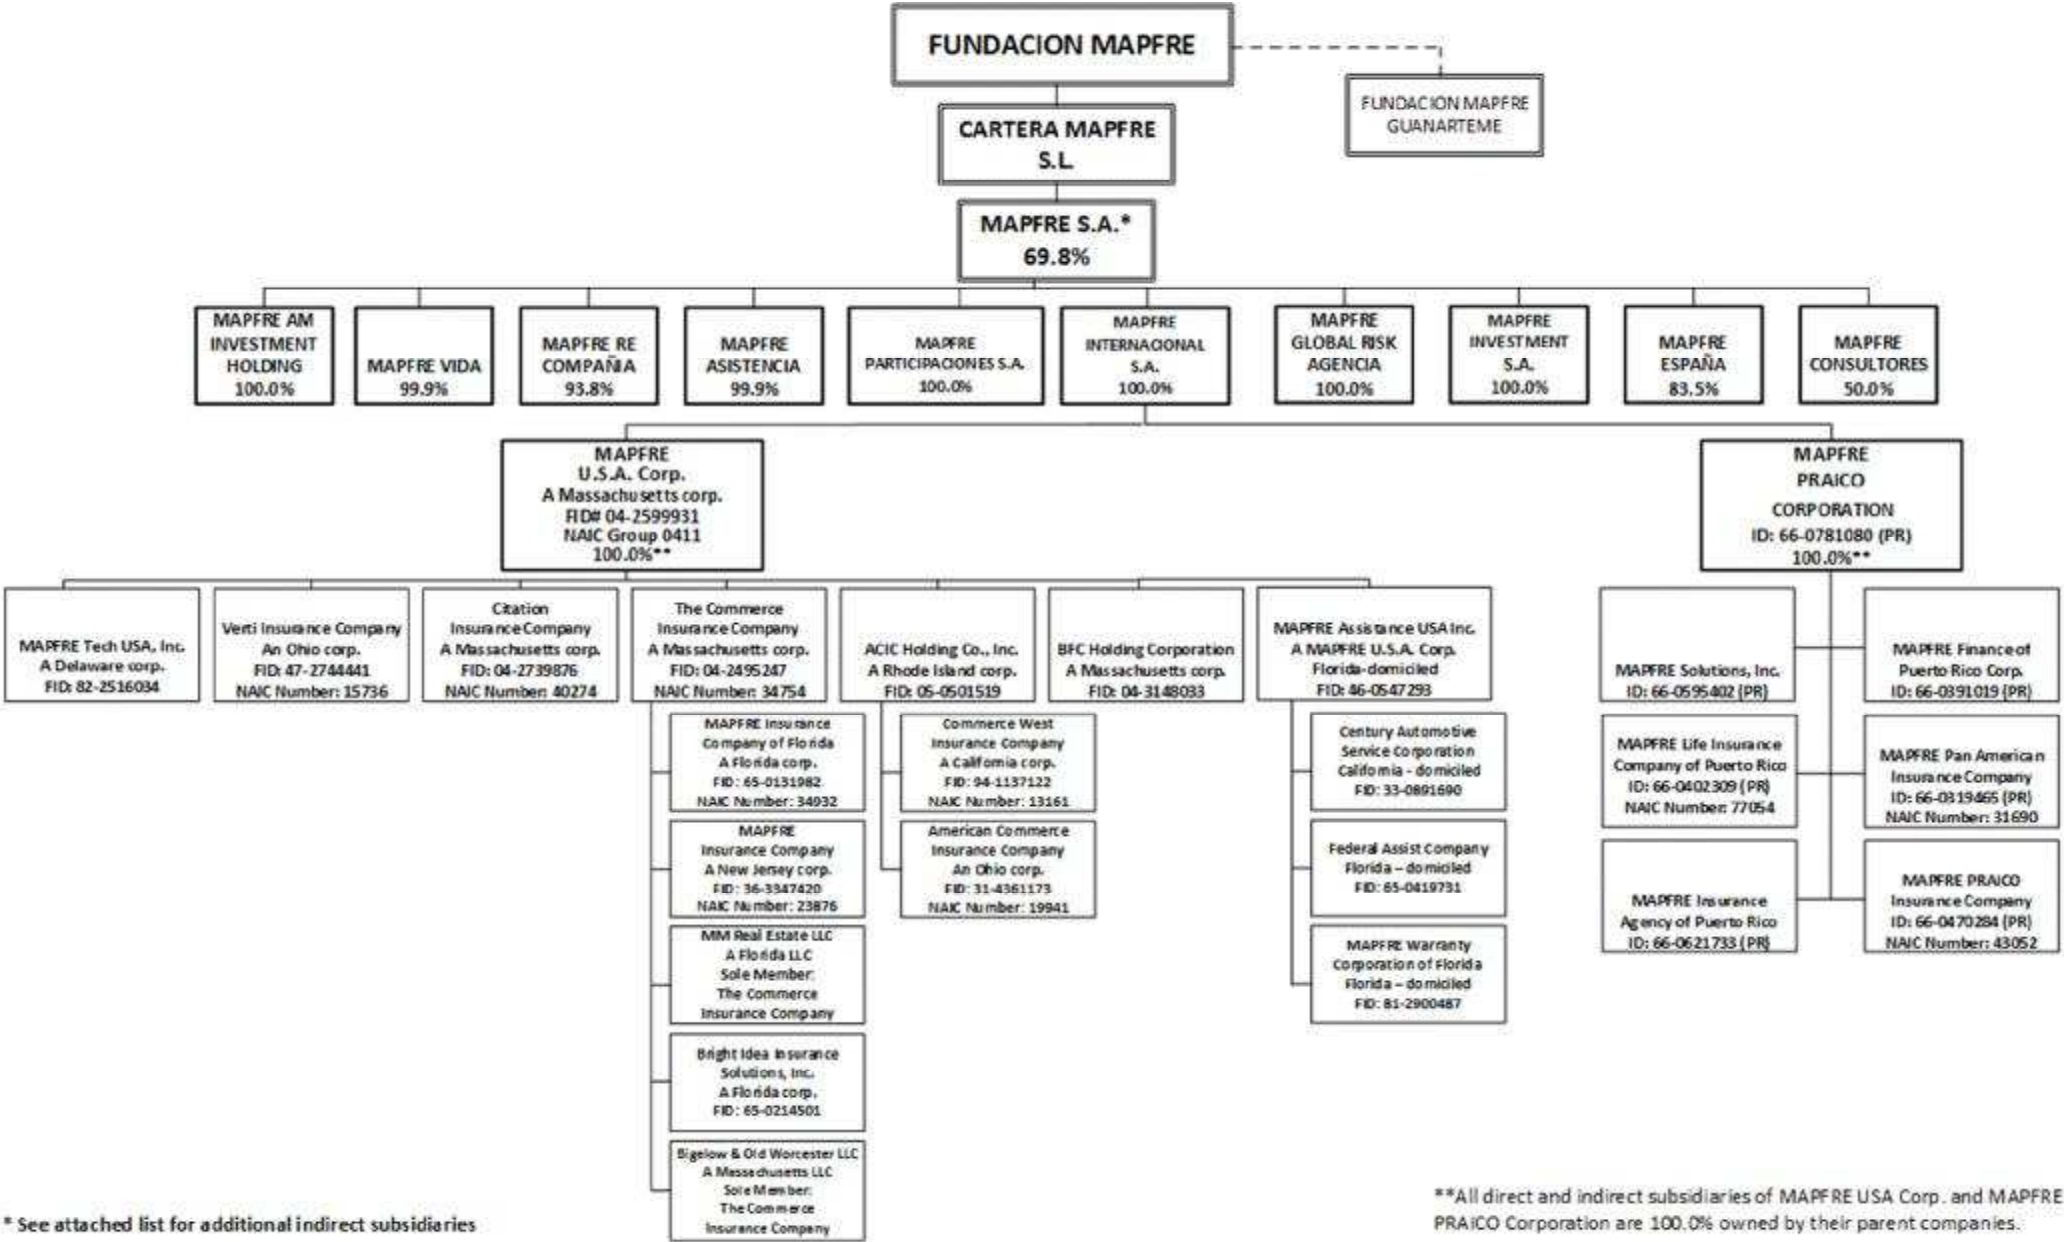 FUNDACION MAPFRE
FUNDACION MAPFRE
GUANARTEME
CARTERA MAPFRE
S.L.
MAPFRE S.A.*
69.8%
MAPFRE AM
INVESTMENT
HOLDING
100.0%
MAPFRE VIDA
99.9%
MAPFRE RE
COMPAÑIA
93.8%
MAPFRE
ASISTENCIA
99.9%
MAPFRE
PARTICIPACIONES S.A.
100.0%
MAPFRE
INTERNACIONAL
S.A.
100.0%
MAPFRE
GLOBAL RISK
AGENCIA
100.0%
MAPFRE
INVESTMENT
S.A.
100.0%
MAPFRE
ESPAÑA
83.5%
MAPFRE
CONSULTORES
50.0%
MAPFRE
U.S.A. Corp.
A Massachusetts corp.
FID# 04-2599931
NAIC Group 0411
100.0%**
MAPFRE
PRAICO
CORPORATION
ID: 66-0781080 (PR)
100.0%**
MAPFRE Tech USA, Inc.
A Delaware corp.
FID: 82-2516034
Verti Insurance Company
An Ohio corp.
FID: 47-2744441
NAIC Number: 15736
Citation
Insurance Company
A Massachusetts corp.
FID: 04-2739876
NAIC Number: 40274
The Commerce
Insurance Company
A Massachusetts corp.
FID: 04-2495247
NAIC Number: 34754
ACIC Holding Co., Inc.
A Rhode Island corp.
FID: 05-0501519
BFC Holding Corporation
A Massachusetts corp.
FID: 04-3148033
MAPFRE Assistance USA Inc.
A MAPFRE U.S.A. Corp.
Florida-domiciled
FID: 46-0547293
MAPFRE Insurance
Company of Florida
A Florida corp.
FID: 65-0131982
NAIC Number: 34932
MAPFRE
Insurance Company
A New Jersey corp.
FID: 36-3347420
NAIC Number: 23876
MM Real Estate LLC
A Florida LLC
Sole Member:
The Commerce
Insurance Company
Bright Idea Insurance
Solutions, Inc.
A Florida corp.
FID: 65-0214501
Bigelow & Old Worcester LLC
A Massachusetts LLC
Sole Member:
The Commerce
Insurance Company
Commerce West
Insurance Company
A California corp.
FID: 94-1137122
NAIC Number: 13161
American Commerce
Insurance Company
An Ohio corp.
FID: 31-4361173
NAIC Number: 19941
Century Automotive
Service Corporation
California - domiciled
FID: 33-0891690
Federal Assist Company
Florida – domiciled
FID: 65-0419731
MAPFRE Warranty
Corporation of Florida
Florida – domiciled
FID: 81-2900487
MAPFRE Solutions, Inc.
ID: 66-0595402 (PR)
MAPFRE Finance of
Puerto Rico Corp.
ID: 66-0391019 (PR)
MAPFRE Life Insurance
Company of Puerto Rico
ID: 66-0402309 (PR)
NAIC Number: 77054
MAPFRE Pan American
Insurance Company
ID: 66-0319465 (PR)
NAIC Number: 31690
MAPFRE Insurance
Agency of Puerto Rico
ID: 66-0621733 (PR)
MAPFRE PRAICO
Insurance Company
ID: 66-0470284 (PR)
NAIC Number: 43052
* See attached list for additional indirect subsidiaries
**All direct and indirect subsidiaries of MAPFRE USA Corp. and MAPFRE
PRAICO Corporation are 100.0% owned by their parent companies.